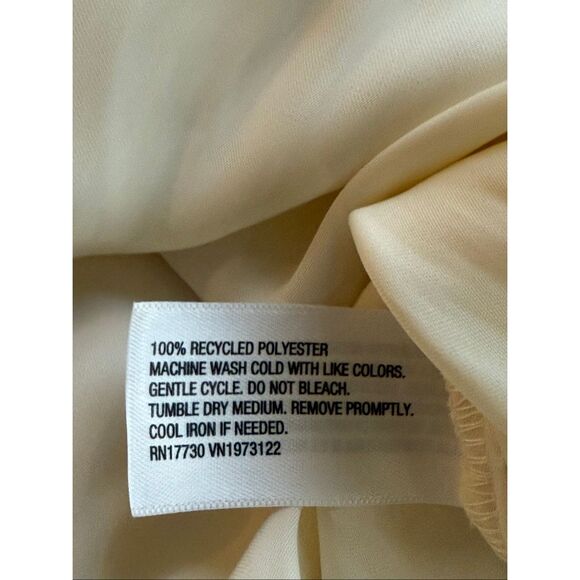 100% RECYCLED POLYESTER
MACHINE WASH COLD WITH LIKE COLORS.
GENTLE CYCLE. DO NOT BLEACH.
TUMBLE DRY MEDIUM. REMOVE PROMPTLY.
COOL IRON IF NEEDED.
RN17730 VN1973122